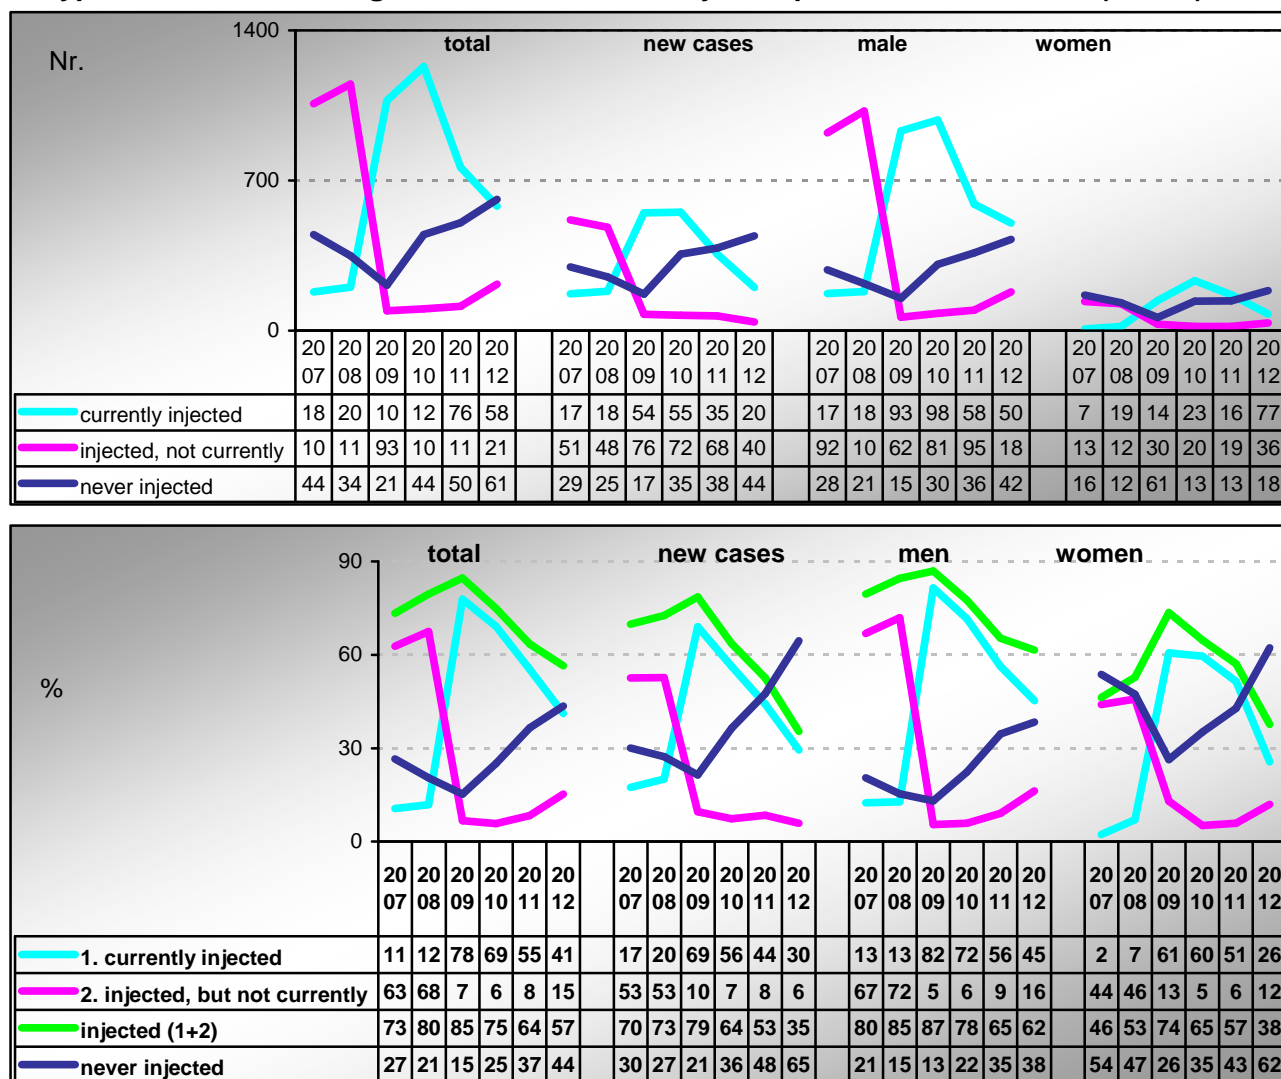 1400
total new cases male women
Nr.
700
0
20 20 20 20 20 20 20 20 20 20 20 20 20 20 20 20 20 20 20 20 20 20 20 20
07 08 09 10 11 12 07 08 09 10 11 12 07 08 09 10 11 12 07 08 09 10 11 12
currently injected 18 20 10 12 76 58 17 18 54 55 35 20 17 18 93 98 58 50 7 19 14 23 16 77
injected, not currently 10 11 93 10 11 21 51 48 76 72 68 40 92 10 62 81 95 18 13 12 30 20 19 36
never injected 44 34 21 44 50 61 29 25 17 35 38 44 28 21 15 30 36 42 16 12 61 13 13 18
total new cases men women
90
60
%
30
0
20 20 20 20 20 20 20 20 20 20 20 20 20 20 20 20 20 20 20 20 20 20 20 20
07 08 09 10 11 12 07 08 09 10 11 12 07 08 09 10 11 12 07 08 09 10 11 12
1. currently injected 11 12 78 69 55 41 17 20 69 56 44 30 13 13 82 72 56 45 2 7 61 60 51 26
2. injected, but not currently 63 68 7 6 8 15 53 53 10 7 8 6 67 72 5 6 9 16 44 46 13 5 6 12
injected (1+2) 73 80 85 75 64 57 70 73 79 64 53 35 80 85 87 78 65 62 46 53 74 65 57 38
never injected 27 21 15 25 37 44 30 27 21 36 48 65 21 15 13 22 35 38 54 47 26 35 43 62